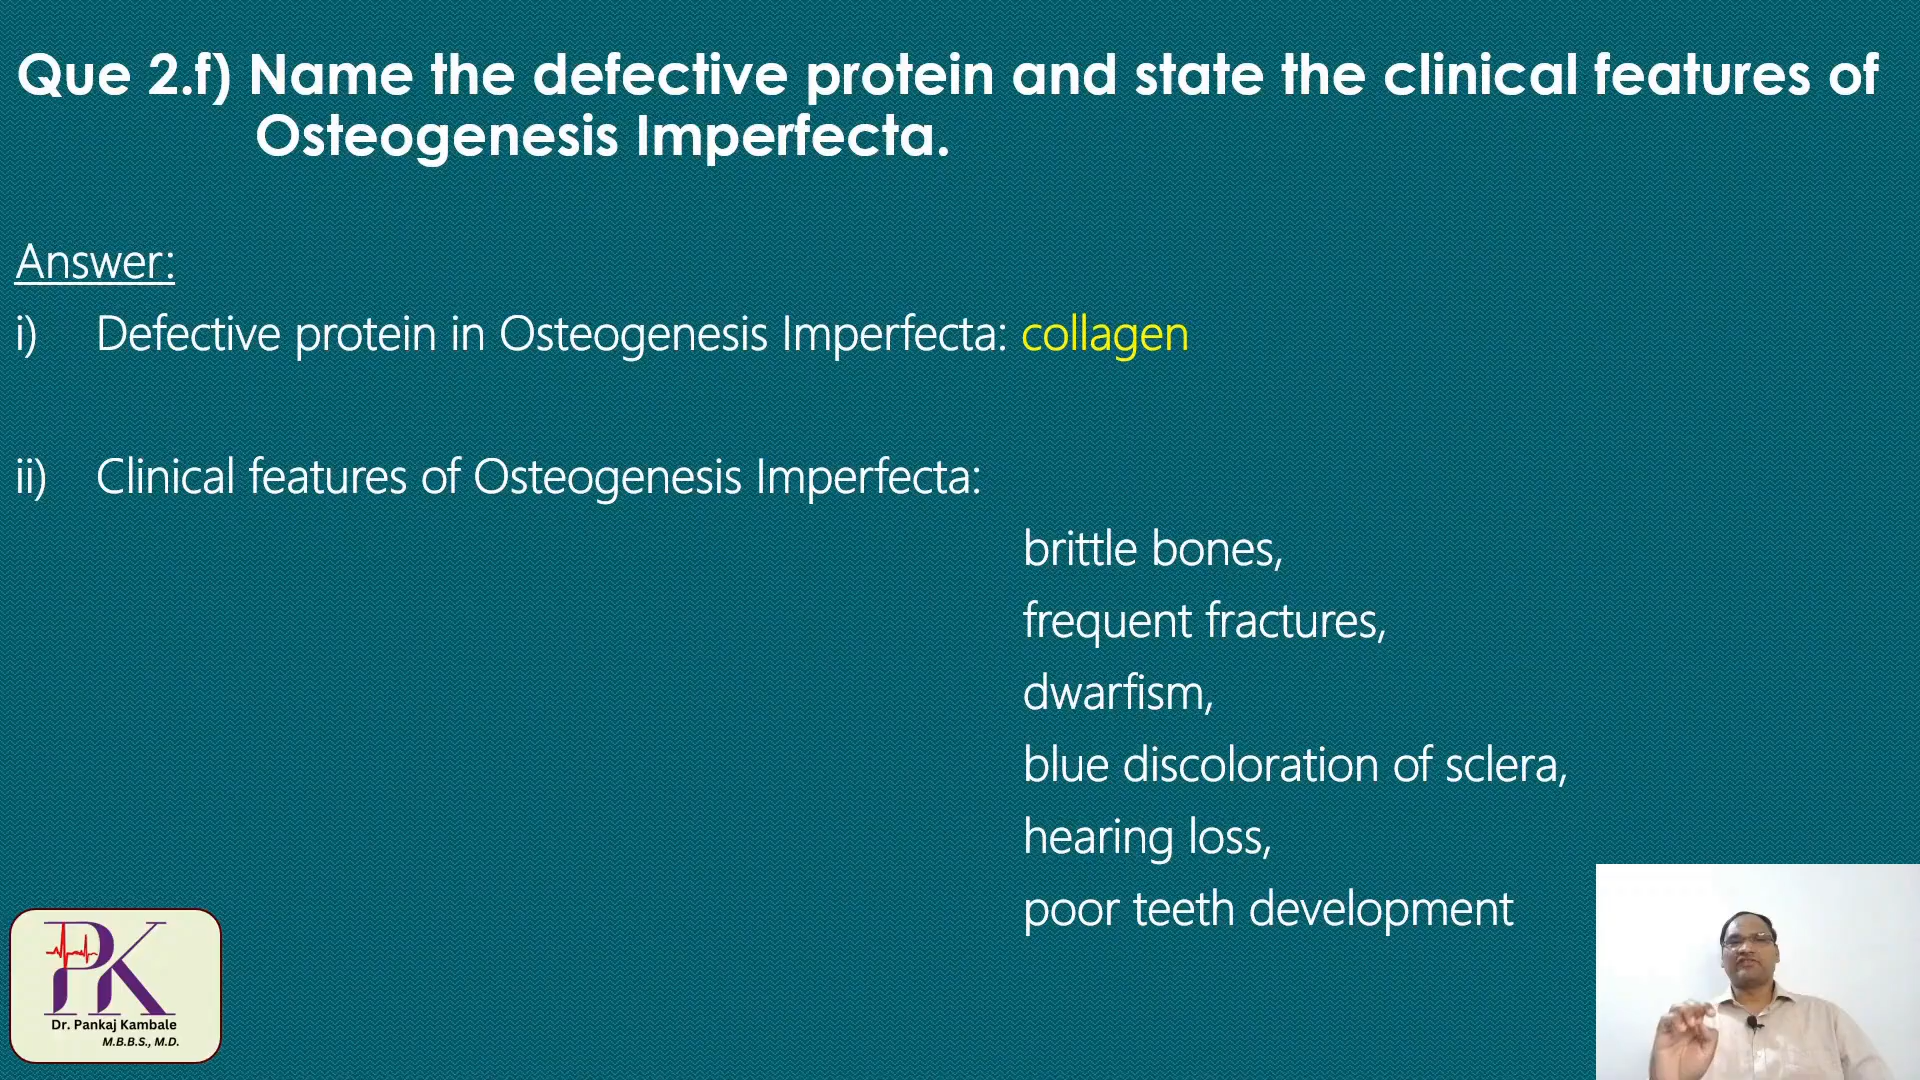 Que 2.f) Name the defective protein and state the clinical features of
Osteogenesis Imperfecta.
Answer:
i) Defective protein in Osteogenesis Imperfecta: collagen
ii) Clinical features of Osteogenesis Imperfecta:
brittle bones,
frequent fractures,
dwarfism,
blue discoloration of sclera,
hearing loss,
poor teeth development
PK
Dr. Pankaj Kambale
M.B.B.S., M.D.